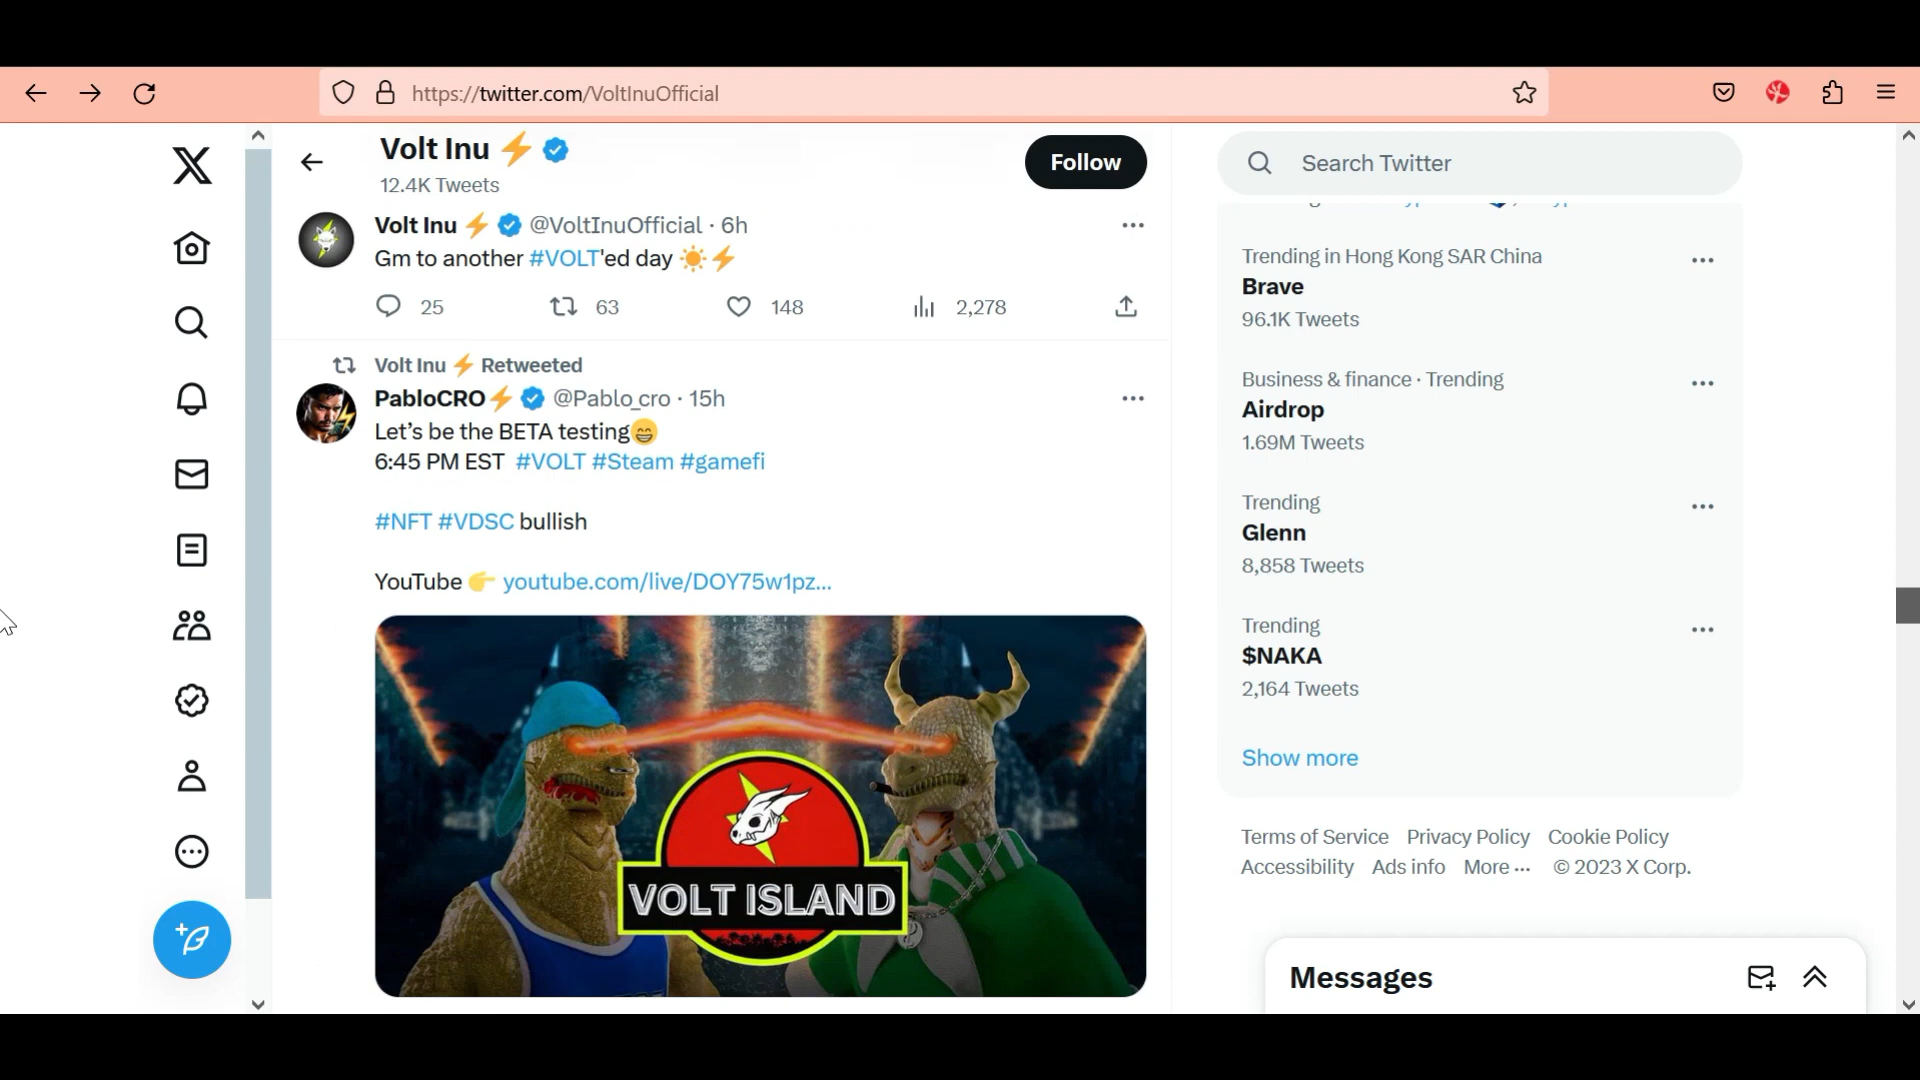 https://twitter.com/VoltInuOfficial
Volt Inu ⚡
12.4K Tweets
Follow
Volt Inu ⚡ @VoltInuOfficial · 6h
Gm to another #VOLT'ed day ☀️⚡
25 63 148 2,278
Volt Inu ⚡ Retweeted
PabloCRO⚡ @Pablo_cro · 15h
Let’s be the BETA testing😁
6:45 PM EST #VOLT #Steam #gamefi
#NFT #VDSC bullish
YouTube 👉 youtube.com/live/DOY75w1pz...
VOLT ISLAND
Search Twitter
Trending in Hong Kong SAR China
Brave
96.1K Tweets
Business & finance · Trending
Airdrop
1.69M Tweets
Trending
Glenn
8,858 Tweets
Trending
$NAKA
2,164 Tweets
Show more
Terms of Service Privacy Policy Cookie Policy
Accessibility Ads info More ··· © 2023 X Corp.
Messages